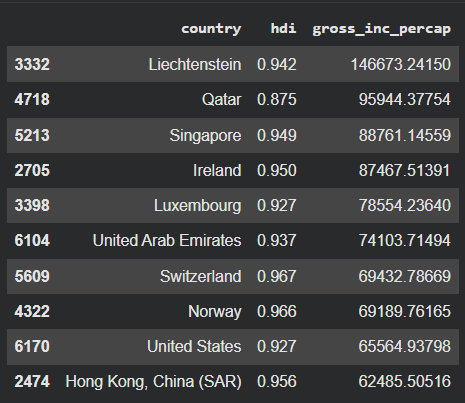 country hdi gross_inc_percap
3332 Liechtenstein 0.942 146673.24150
4718 Qatar 0.875 95944.37754
5213 Singapore 0.949 88761.14559
2705 Ireland 0.950 87467.51391
3398 Luxembourg 0.927 78554.23640
6104 United Arab Emirates 0.937 74103.71494
5609 Switzerland 0.967 69432.78669
4322 Norway 0.966 69189.76165
6170 United States 0.927 65564.93798
2474 Hong Kong, China (SAR) 0.956 62485.50516